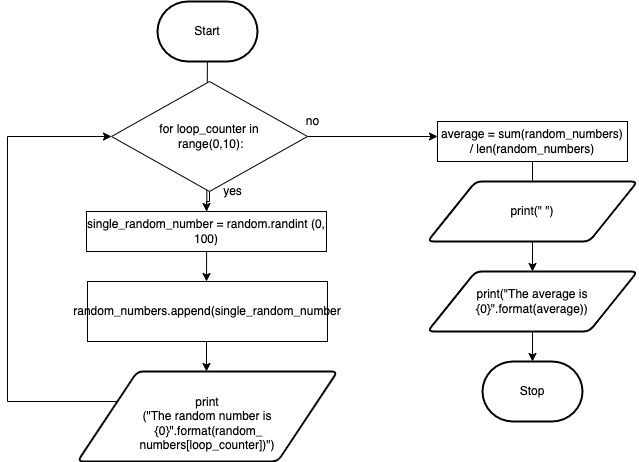 Start
for loop_counter in
range(0,10):
no
yes
single_random_number = random.randint (0,
100)
random_numbers.append(single_random_number
print
("The random number is
{0}".format(random_
numbers[loop_counter])")
average = sum(random_numbers)
/ len(random_numbers)
print(" ")
print("The average is
{0}".format(average))
Stop